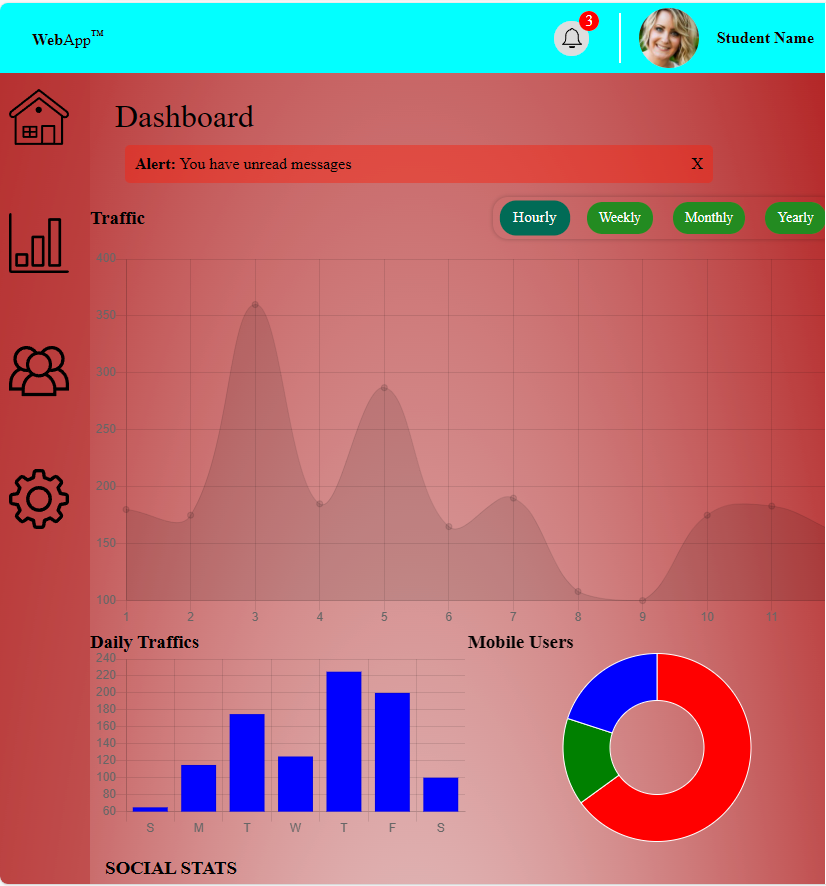 WebApp™
3
Student Name
Dashboard
Alert: You have unread messages X
Traffic
Hourly Weekly Monthly Yearly
400
350
300
250
200
150
100
1 2 3 4 5 6 7 8 9 10 11
Daily Traffics
240
220
200
180
160
140
120
100
80
60
S M T W T F S
Mobile Users
SOCIAL STATS